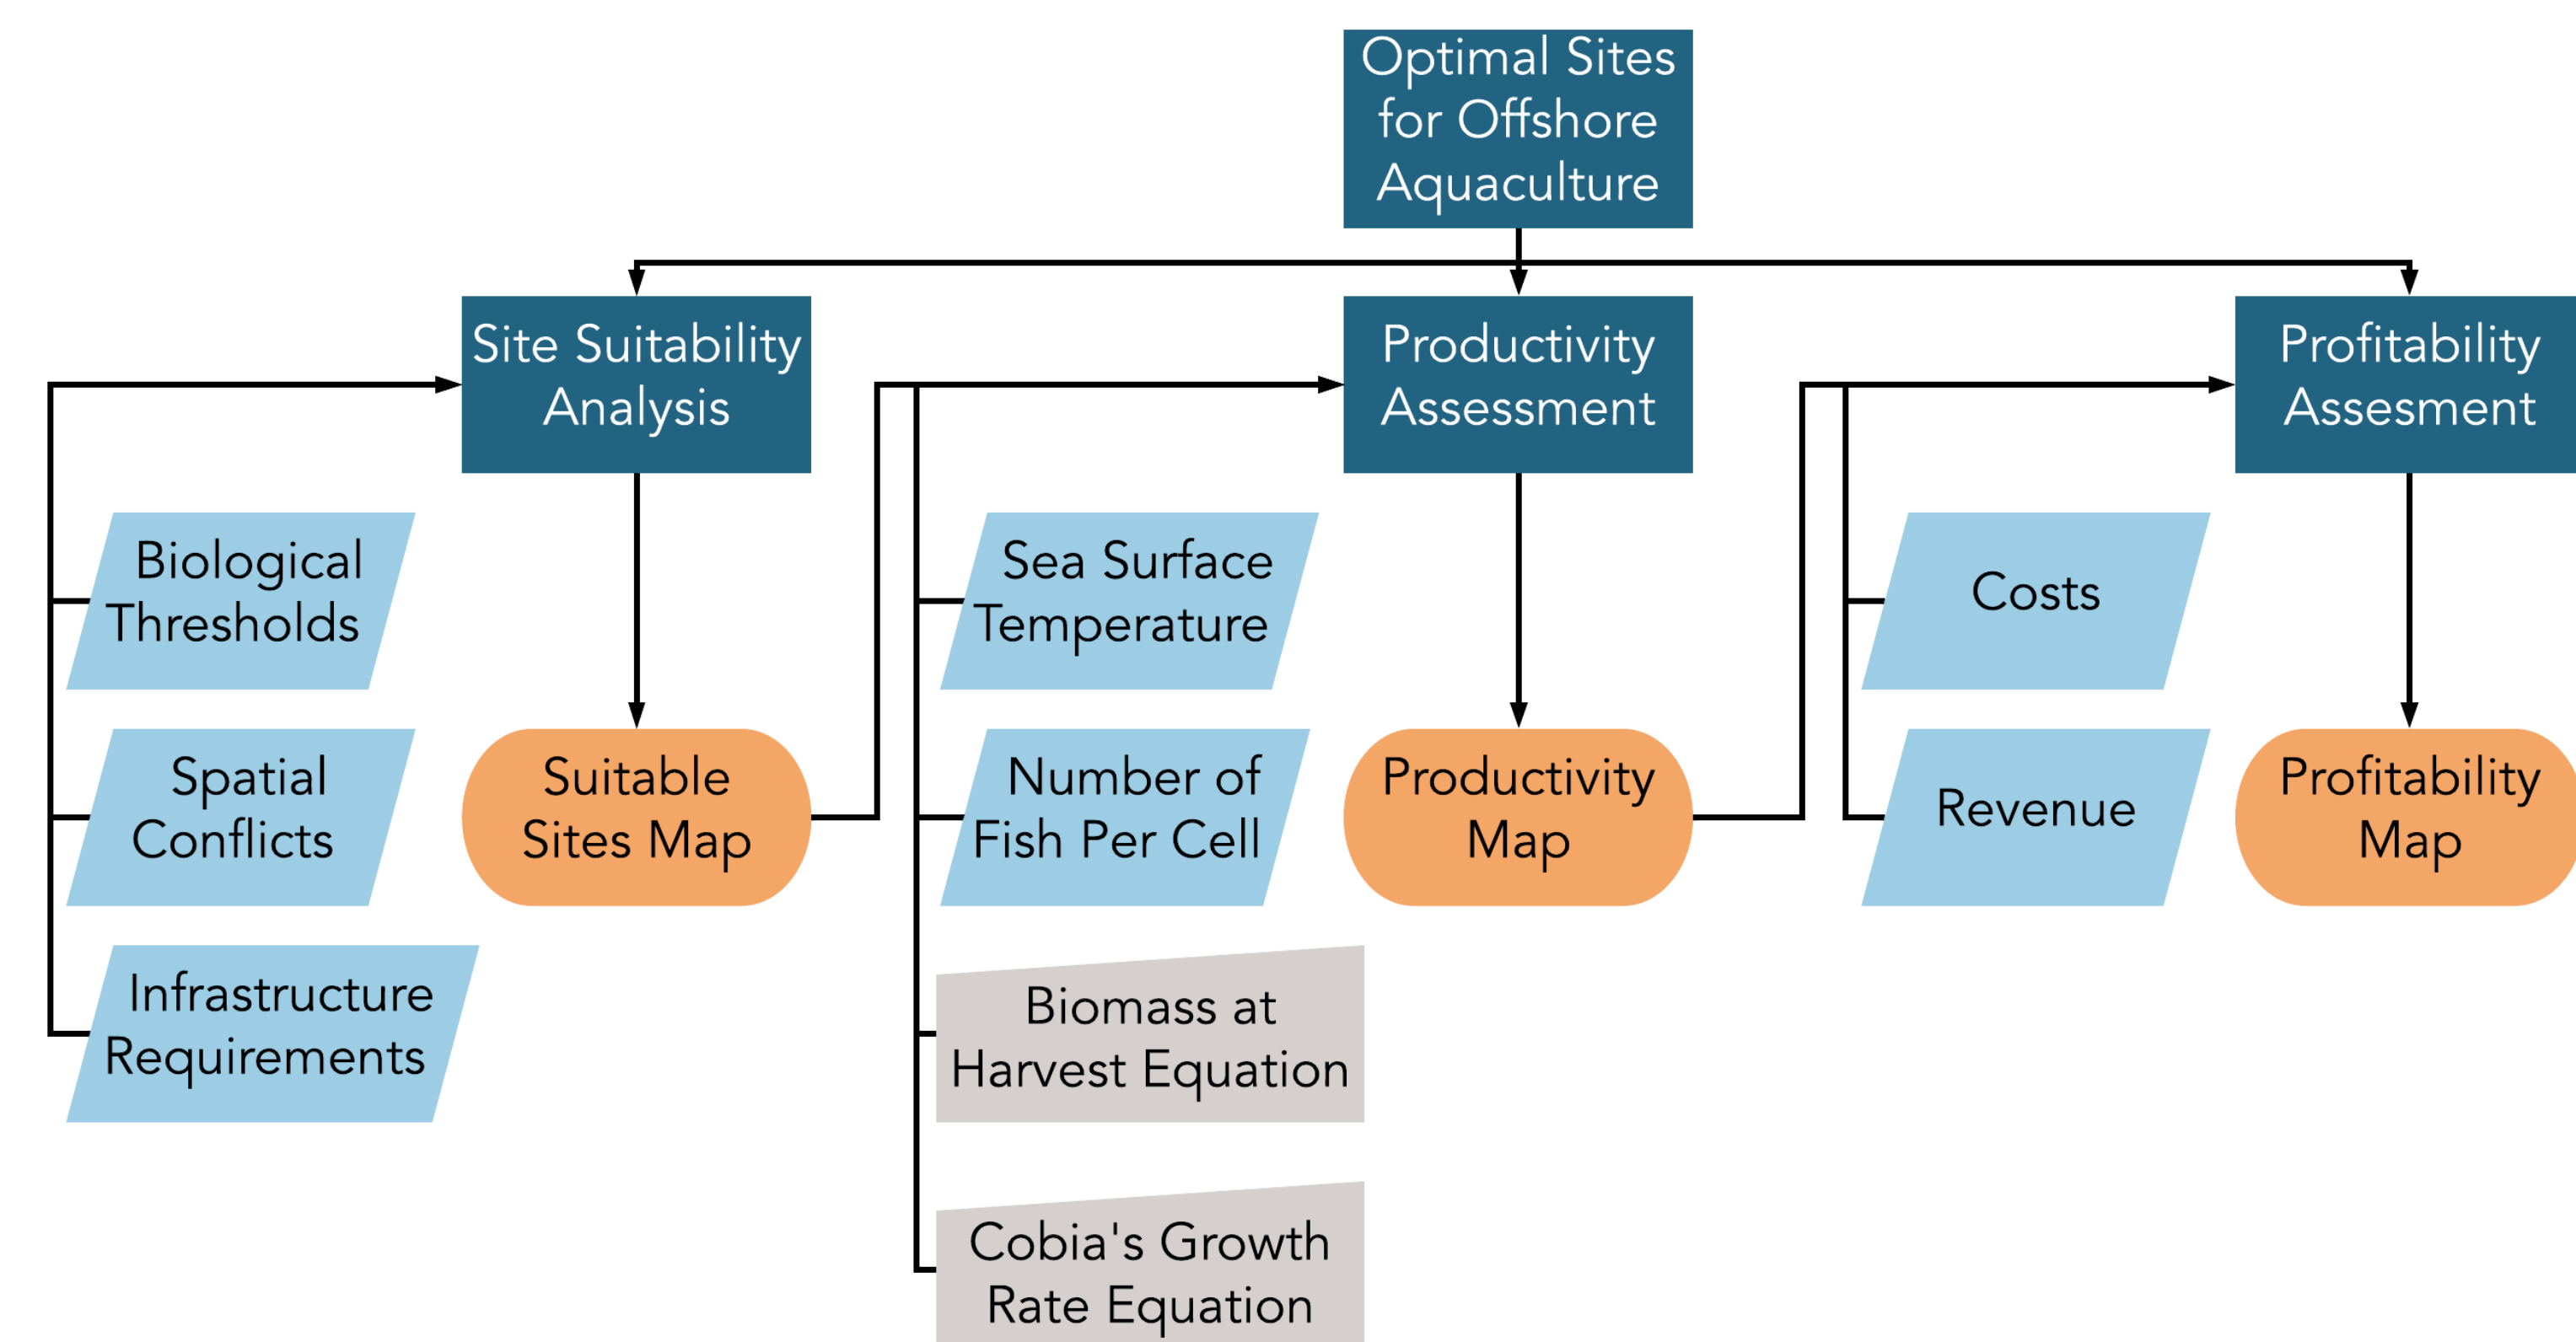 Optimal Sites
for Offshore
Aquaculture
Site Suitability
Analysis
Productivity
Assessment
Profitability
Assesment
Biological
Thresholds
Spatial
Conflicts
Infrastructure
Requirements
Suitable
Sites Map
Sea Surface
Temperature
Number of
Fish Per Cell
Biomass at
Harvest Equation
Cobia's Growth
Rate Equation
Productivity
Map
Costs
Revenue
Profitability
Map